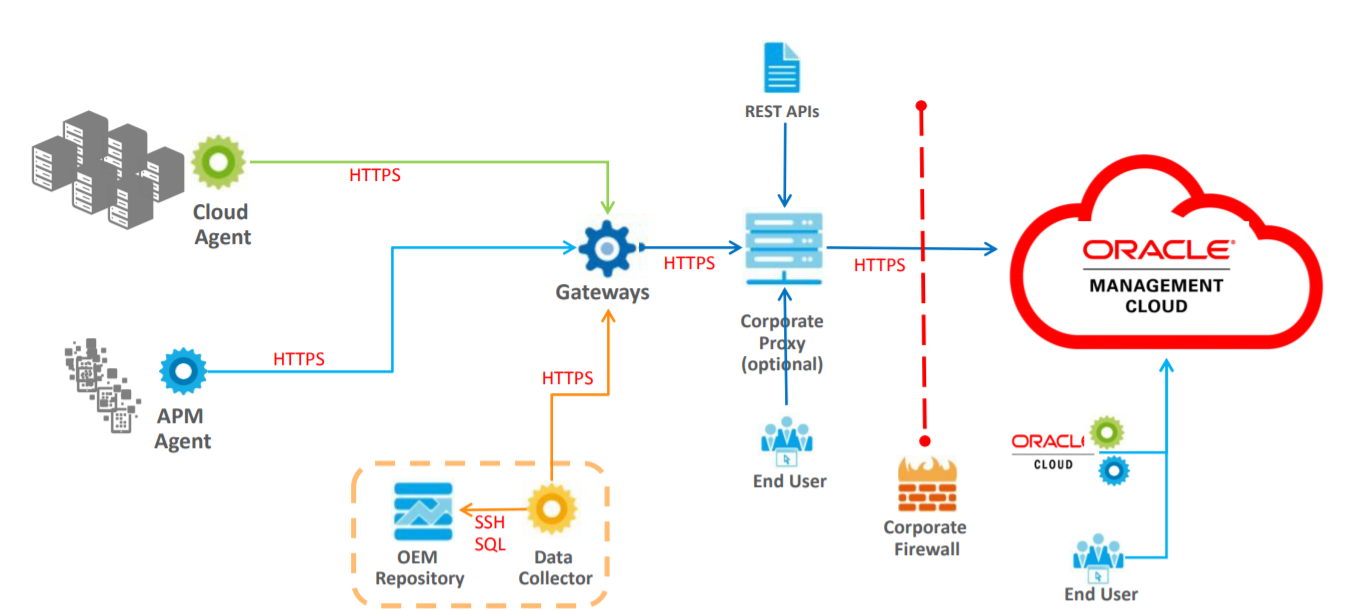 REST APIs
HTTPS
Cloud
Agent
HTTPS
Gateways
HTTPS
HTTPS
Corporate
Proxy
(optional)
ORACLE
MANAGEMENT
CLOUD
HTTPS
APM
Agent
HTTPS
SSH
SQL
OEM
Repository
Data
Collector
End User
Corporate
Firewall
ORACL
CLOUD
End User